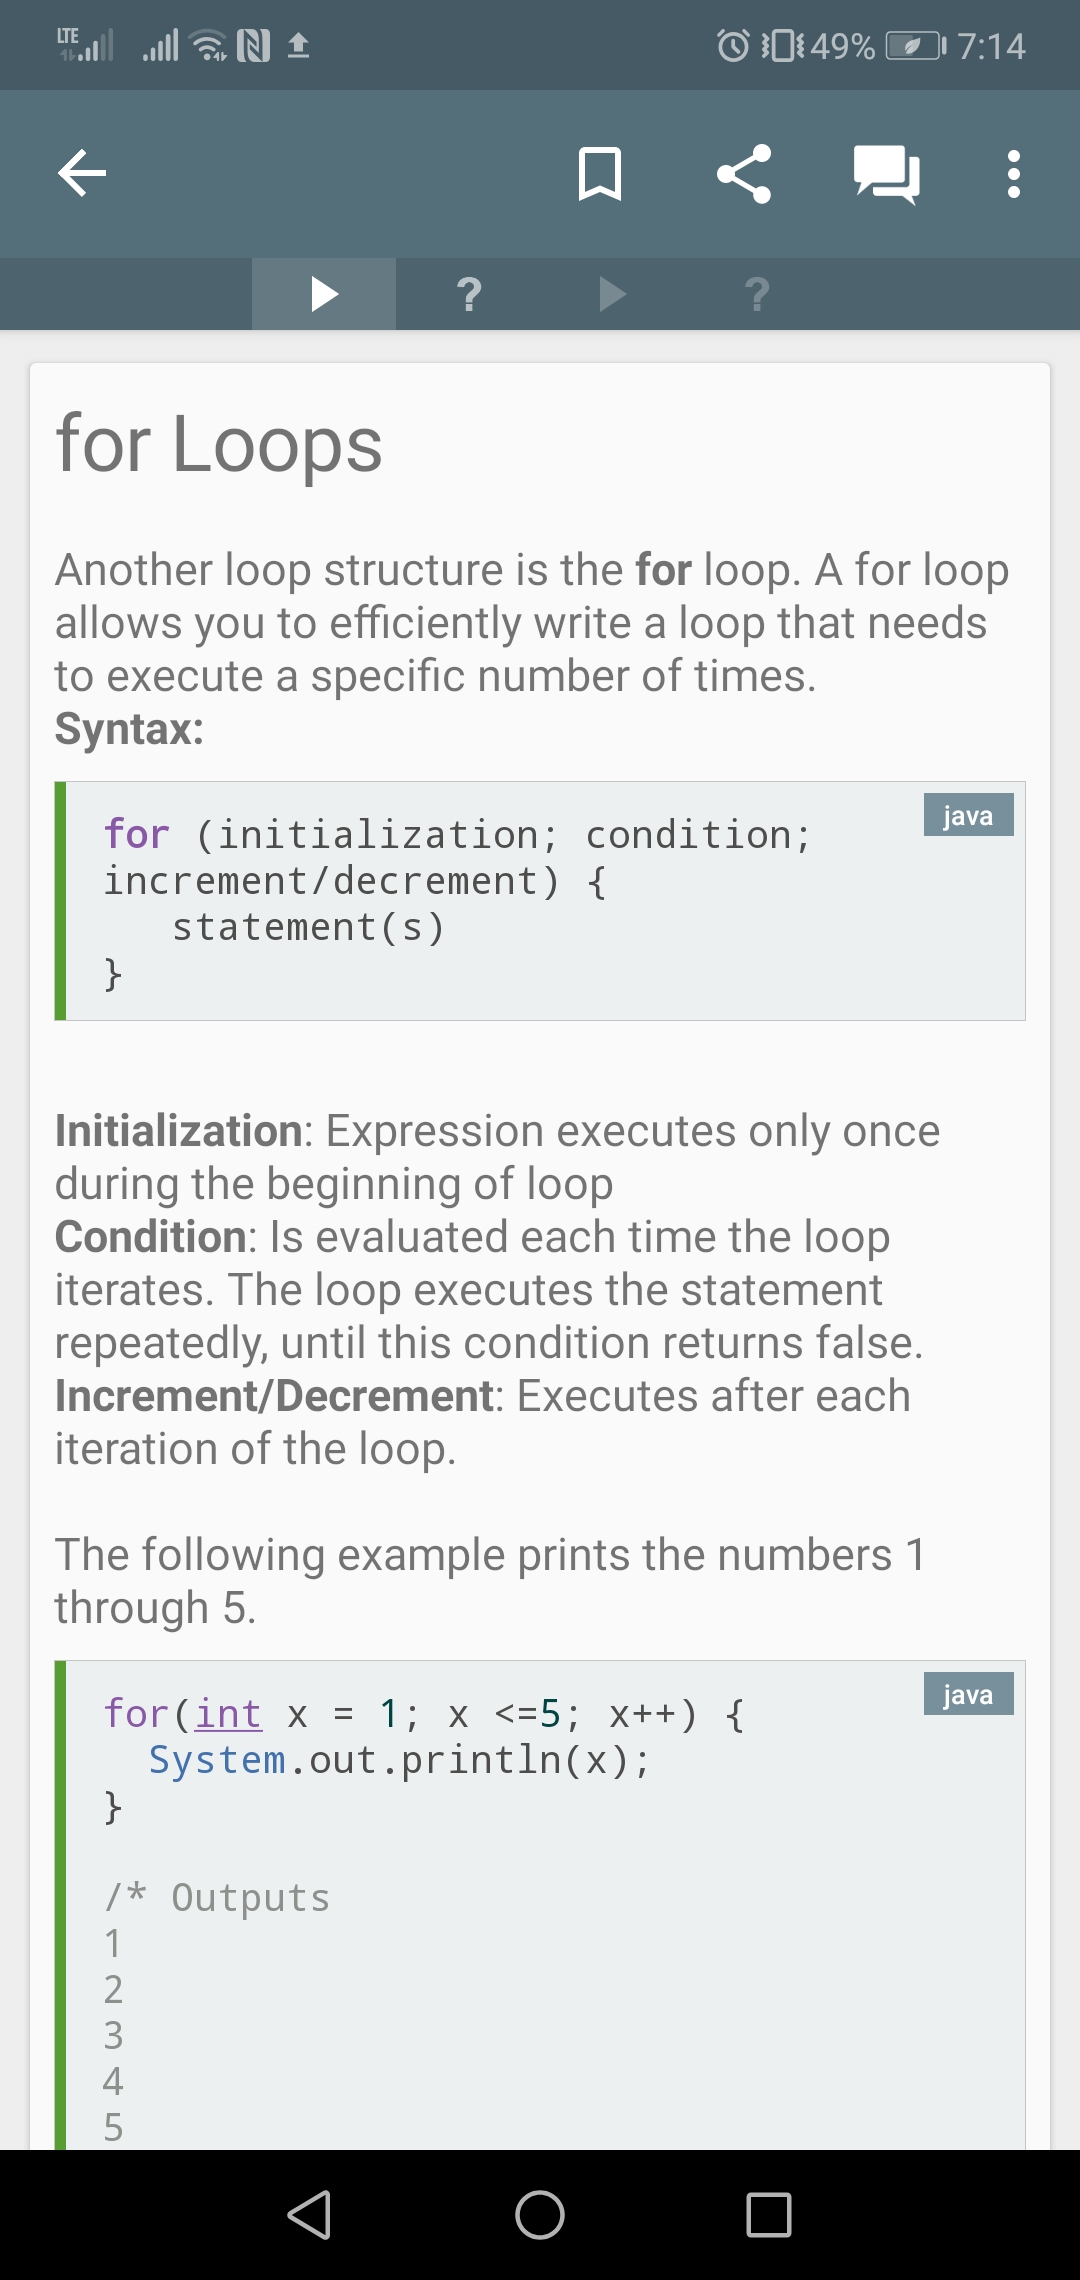 LTE 49% 7:14
? ?
for Loops
Another loop structure is the for loop. A for loop
allows you to efficiently write a loop that needs
to execute a specific number of times.
Syntax:
java
for (initialization; condition;
increment/decrement) {
statement(s)
}
Initialization: Expression executes only once
during the beginning of loop
Condition: Is evaluated each time the loop
iterates. The loop executes the statement
repeatedly, until this condition returns false.
Increment/Decrement: Executes after each
iteration of the loop.
The following example prints the numbers 1
through 5.
java
for(int x = 1; x <=5; x++) {
System.out.println(x);
}
/* Outputs
1
2
3
4
5